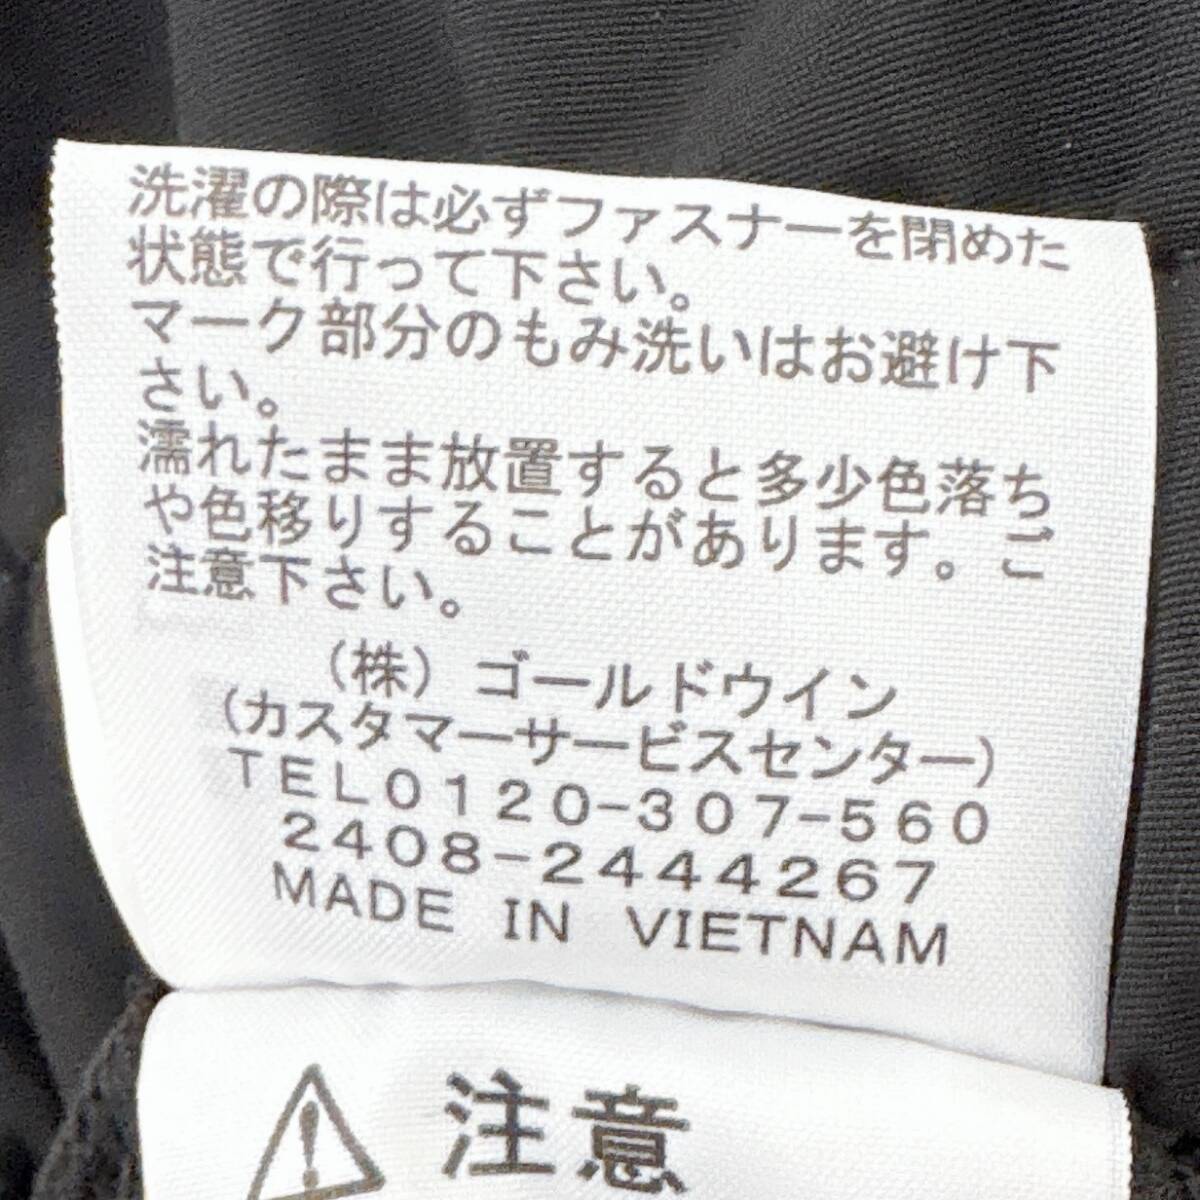 洗濯の際は必ずファスナーを閉めた
状態で行って下さい。
マーク部分のもみ洗いはお避け下
さい。
濡れたまま放置すると多少色落ち
や色移りすることがあります。ご
注意下さい。
(株) ゴールドウイン
(カスタマーサービスセンター)
TEL0120-307-560
2408-2444267
MADE IN VIETNAM
注意